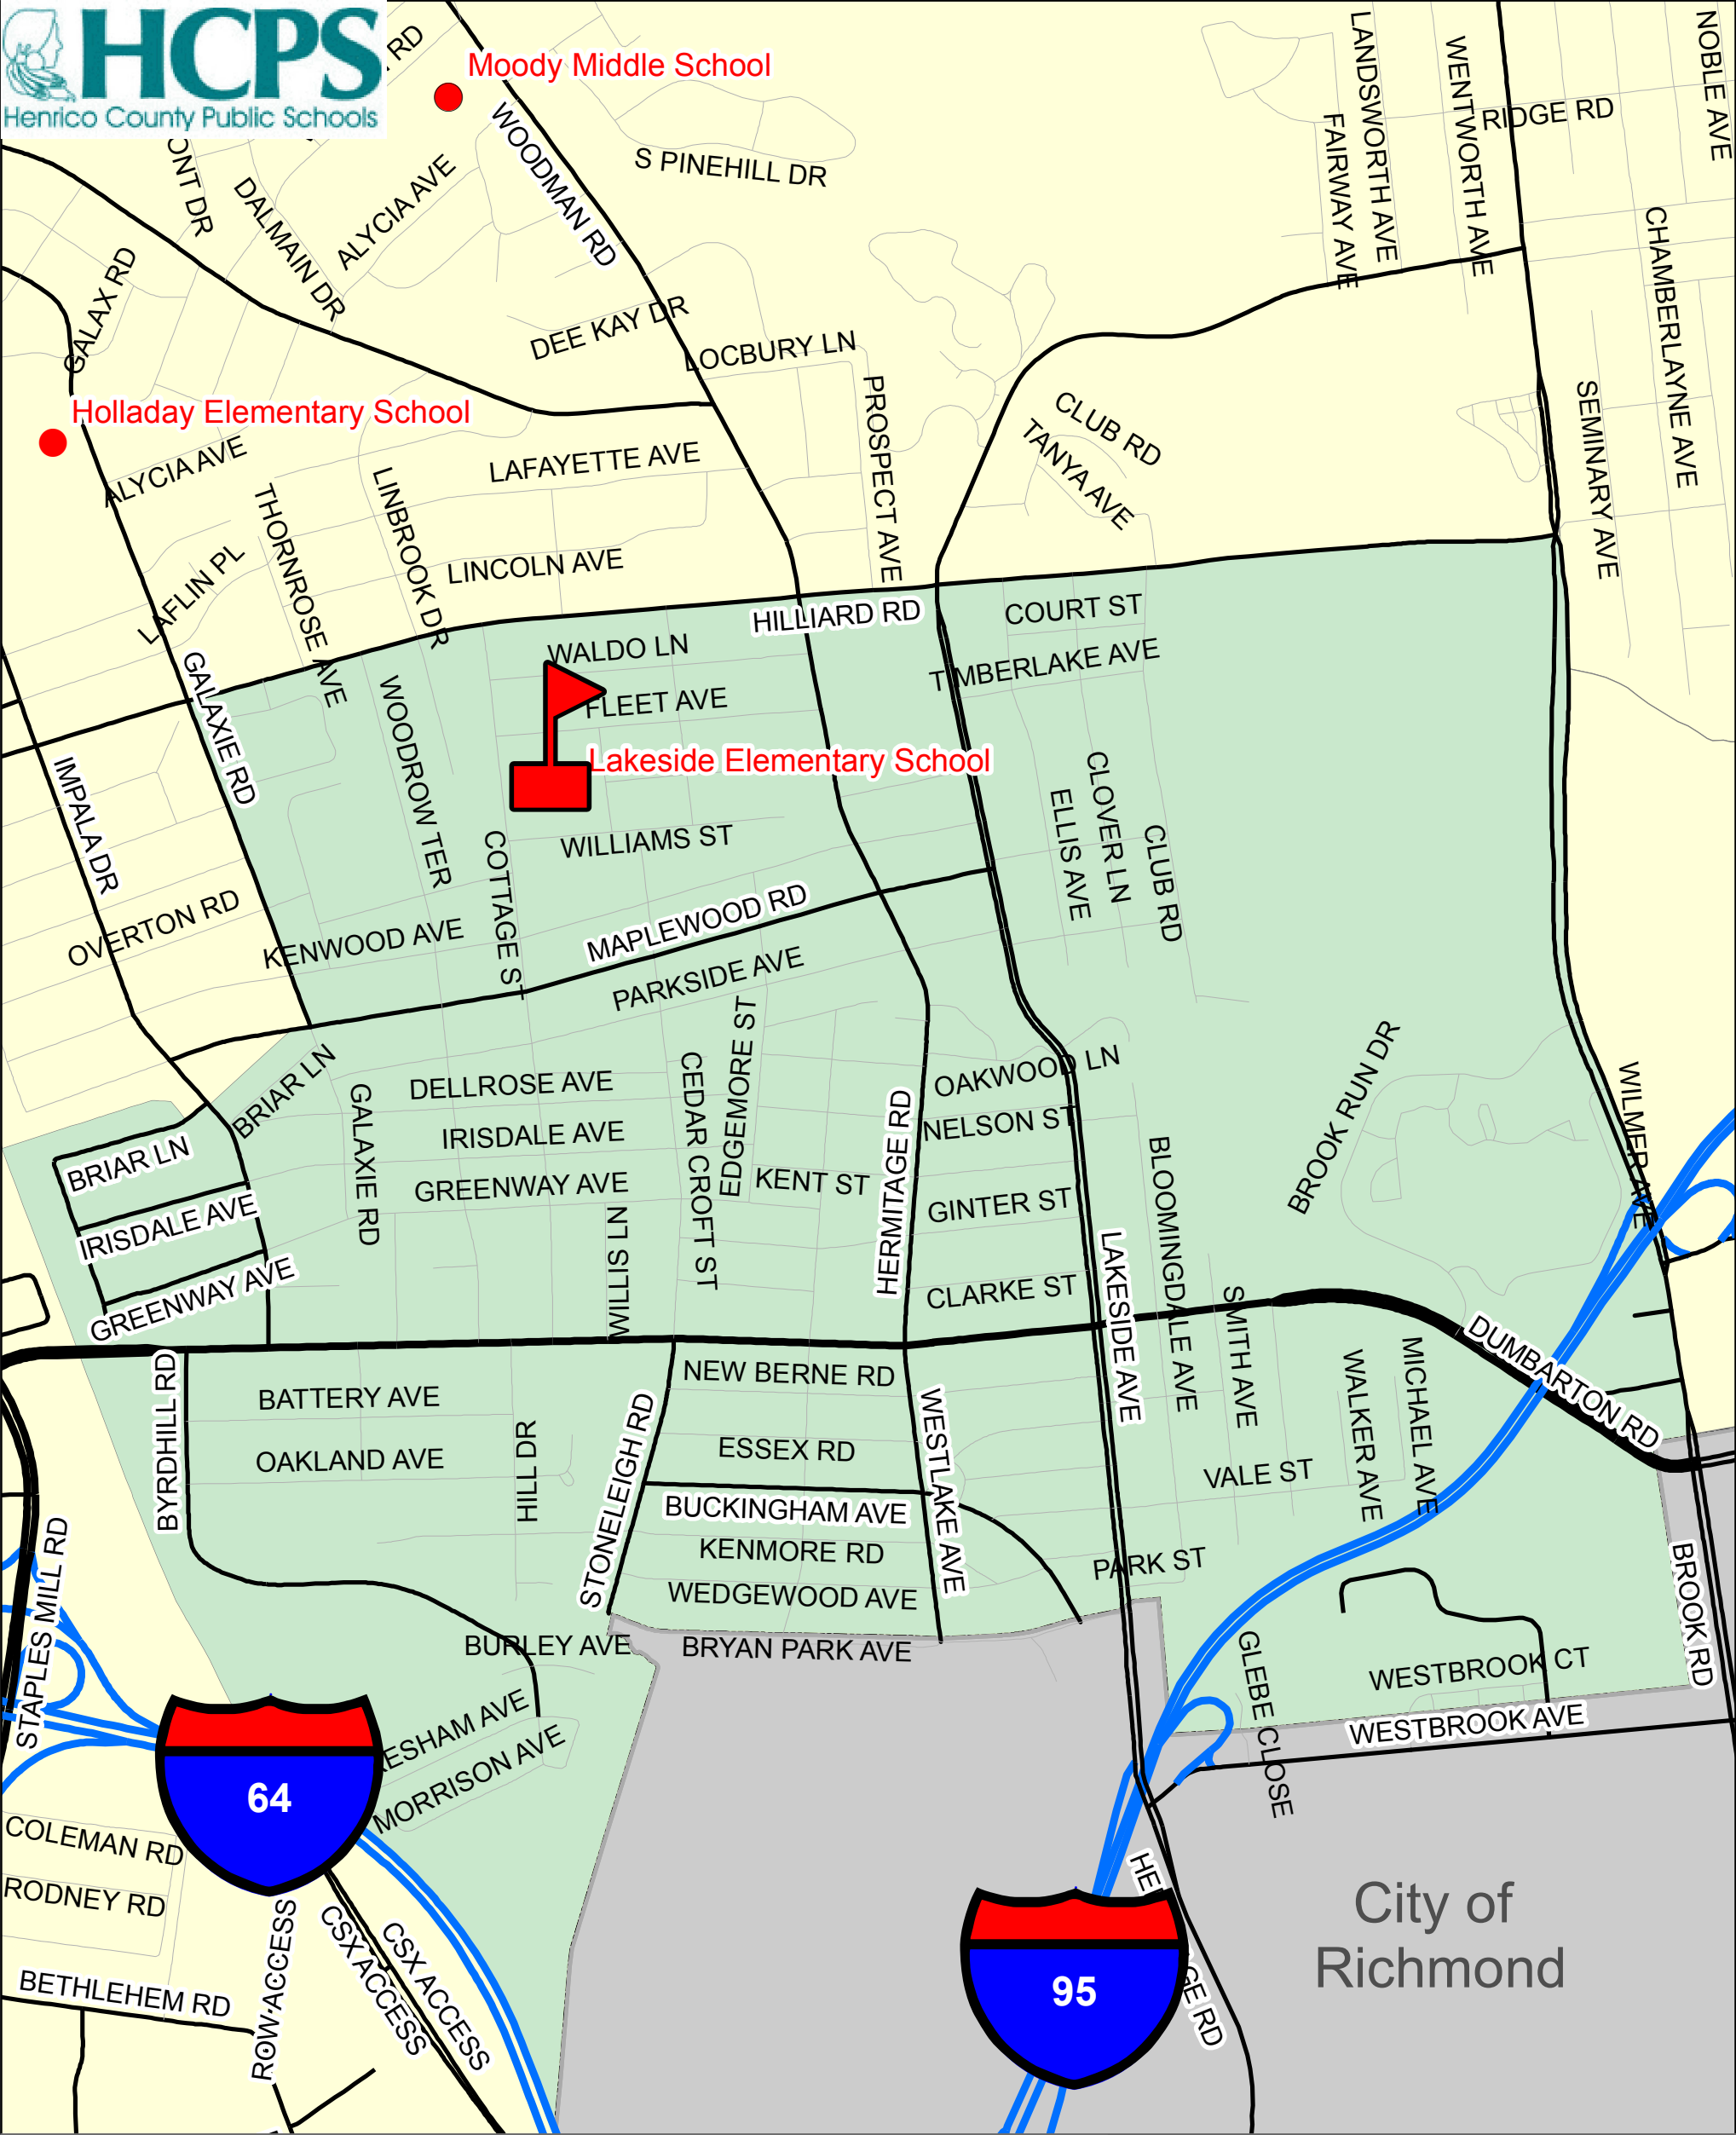 HCPS
Henrico County Public Schools
RD
Moody Middle School
WOODMAN RD
S PINEHILL DR
LANDSWORTH AVE
FAIRWAY AVE
WENTWORTH AVE
RIDGE RD
NOBLE AVE
ONT DR
DALMAIN DR
ALYCIA AVE
GALAX RD
DEE KAY DR
LOCBURY LN
PROSPECT AVE
CLUB RD
TANYA AVE
CHAMBERLAYNE AVE
SEMINARY AVE
Holladay Elementary School
ALYCIA AVE
LAFAYETTE AVE
THORNROSE AVE
LINBROOK DR
LINCOLN AVE
LAFLIN PL
HILLIARD RD
COURT ST
WALDO LN
TIMBERLAKE AVE
FLEET AVE
GALAXIE RD
WOODROW TER
Lakeside Elementary School
IMPALA DR
WILLIAMS ST
COTTAGE ST
CLOVER LN
ELLIS AVE
CLUB RD
OVERTON RD
KENWOOD AVE
MAPLEWOOD RD
PARKSIDE AVE
EDGEMORE ST
CEDAR CROFT ST
BRIAR LN
DELLROSE AVE
OAKWOOD LN
BROOK RUN DR
WILMER AVE
GALAXIE RD
IRISDALE AVE
NELSON ST
HERMITAGE RD
BRIAR LN
GREENWAY AVE
KENT ST
BLOOMINGDALE AVE
IRISDALE AVE
WILLIS LN
GINTER ST
LAKESIDE AVE
GREENWAY AVE
CLARKE ST
SMITH AVE
DUMBARTON RD
BYRDHILL RD
BATTERY AVE
NEW BERNE RD
WESTLAKE AVE
WALKER AVE
MICHAEL AVE
OAKLAND AVE
HILL DR
STONELEIGH RD
ESSEX RD
VALE ST
BUCKINGHAM AVE
KENMORE RD
PARK ST
WEDGEWOOD AVE
STAPLES MILL RD
BROOK RD
BURLEY AVE
BRYAN PARK AVE
GLEBE CLOSE
WESTBROOK CT
WESTBROOK AVE
ESHAM AVE
MORRISON AVE
64
COLEMAN RD
RODNEY RD
BETHLEHEM RD
ROW ACCESS
CSX ACCESS
CSX ACCESS
HE
GE RD
95
City of
Richmond